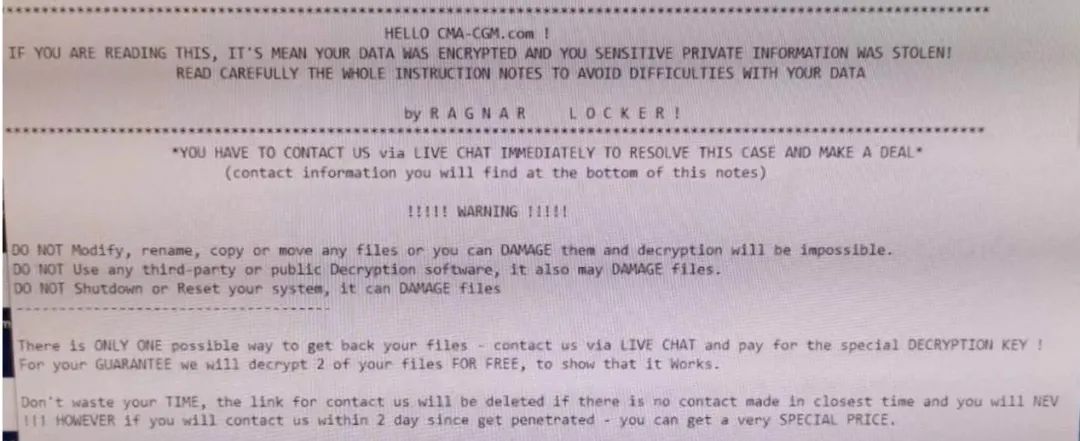 ****************************************************************************************************
HELLO CMA-CGM.com !
IF YOU ARE READING THIS, IT'S MEAN YOUR DATA WAS ENCRYPTED AND YOU SENSITIVE PRIVATE INFORMATION WAS STOLEN!
READ CAREFULLY THE WHOLE INSTRUCTION NOTES TO AVOID DIFFICULTIES WITH YOUR DATA
by R A G N A R   L O C K E R !
****************************************************************************************************
*YOU HAVE TO CONTACT US via LIVE CHAT IMMEDIATELY TO RESOLVE THIS CASE AND MAKE A DEAL*
(contact information you will find at the bottom of this notes)
!!!!! WARNING !!!!!
DO NOT Modify, rename, copy or move any files or you can DAMAGE them and decryption will be impossible.
DO NOT Use any third-party or public Decryption software, it also may DAMAGE files.
DO NOT Shutdown or Reset your system, it can DAMAGE files
------------------------------------
There is ONLY ONE possible way to get back your files - contact us via LIVE CHAT and pay for the special DECRYPTION KEY !
For your GUARANTEE we will decrypt 2 of your files FOR FREE, to show that it Works.
Don't waste your TIME, the link for contact us will be deleted if there is no contact made in closest time and you will NEV
!!! HOWEVER if you will contact us within 2 day since get penetrated - you can get a very SPECIAL PRICE.